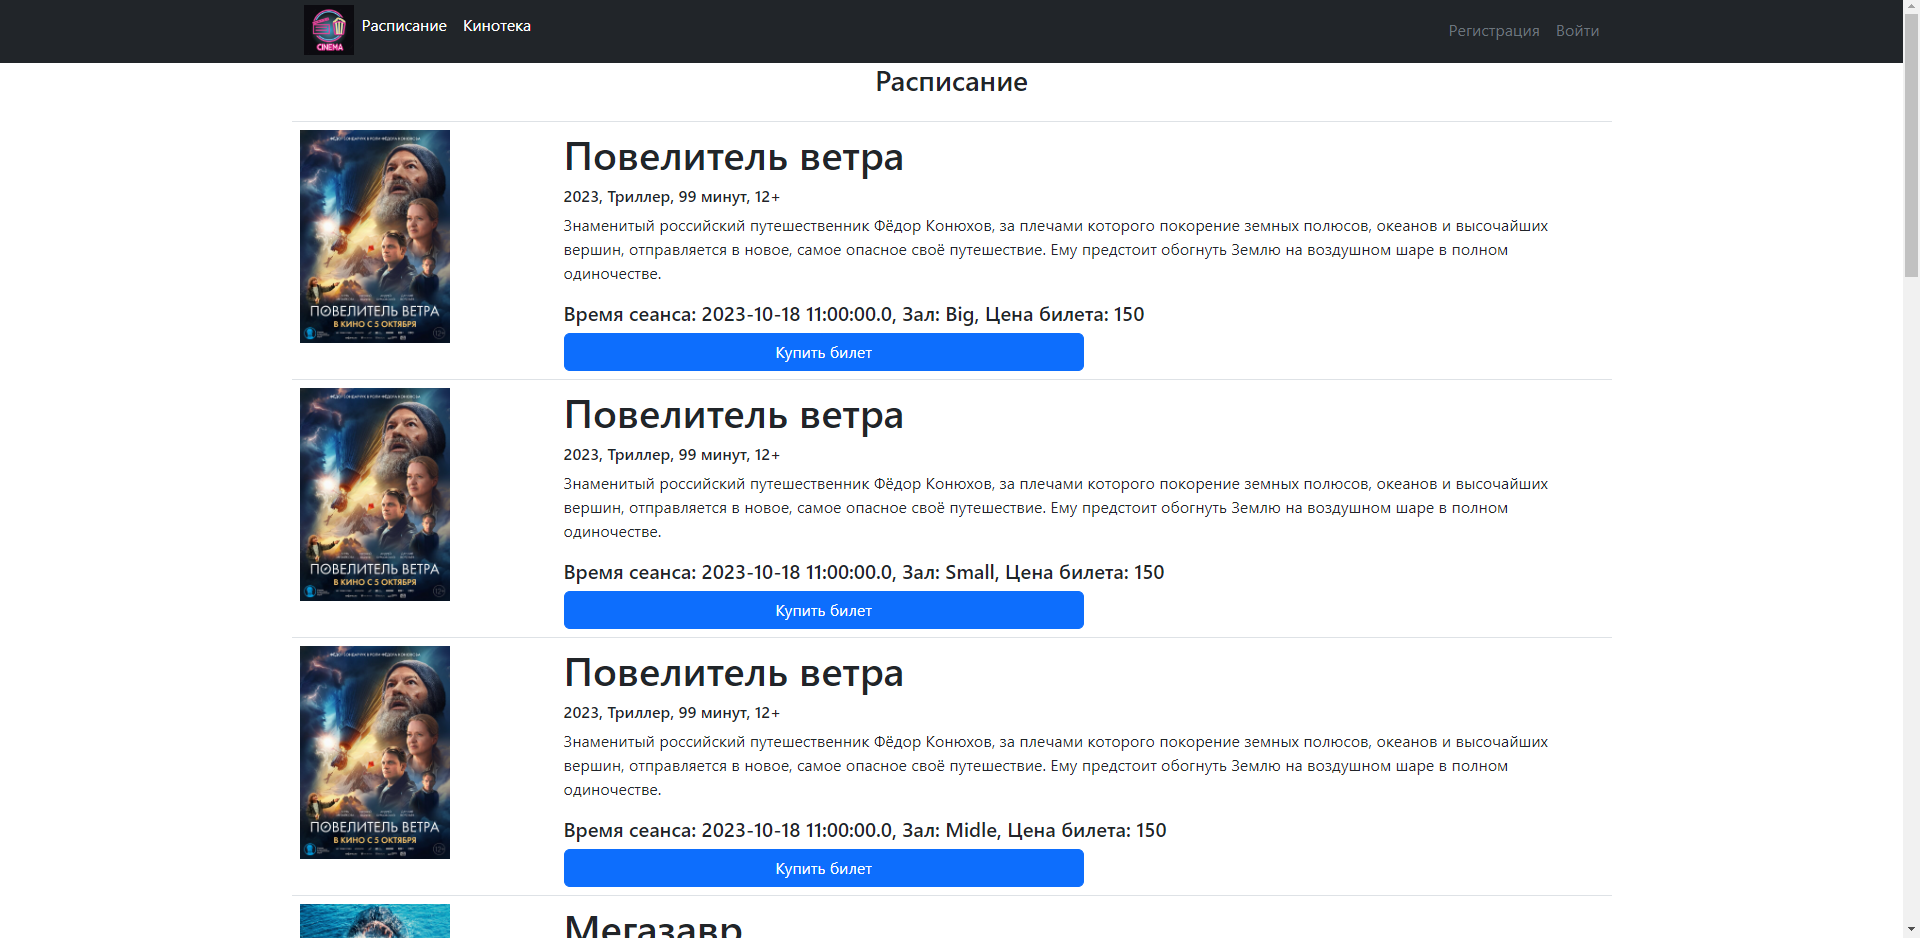 CINEMA
Расписание Кинотека
Регистрация Войти
Расписание
ПОВЕЛИТЕЛЬ ВЕТРА
В КИНО С 5 ОКТЯБРЯ
Повелитель ветра
2023, Триллер, 99 минут, 12+
Знаменитый российский путешественник Фёдор Конюхов, за плечами которого покорение земных полюсов, океанов и высочайших
вершин, отправляется в новое, самое опасное своё путешествие. Ему предстоит обогнуть Землю на воздушном шаре в полном
одиночестве.
Время сеанса: 2023-10-18 11:00:00.0, Зал: Big, Цена билета: 150
Купить билет
ПОВЕЛИТЕЛЬ ВЕТРА
В КИНО С 5 ОКТЯБРЯ
Повелитель ветра
2023, Триллер, 99 минут, 12+
Знаменитый российский путешественник Фёдор Конюхов, за плечами которого покорение земных полюсов, океанов и высочайших
вершин, отправляется в новое, самое опасное своё путешествие. Ему предстоит обогнуть Землю на воздушном шаре в полном
одиночестве.
Время сеанса: 2023-10-18 11:00:00.0, Зал: Small, Цена билета: 150
Купить билет
ПОВЕЛИТЕЛЬ ВЕТРА
В КИНО С 5 ОКТЯБРЯ
Повелитель ветра
2023, Триллер, 99 минут, 12+
Знаменитый российский путешественник Фёдор Конюхов, за плечами которого покорение земных полюсов, океанов и высочайших
вершин, отправляется в новое, самое опасное своё путешествие. Ему предстоит обогнуть Землю на воздушном шаре в полном
одиночестве.
Время сеанса: 2023-10-18 11:00:00.0, Зал: Midle, Цена билета: 150
Купить билет
Мегазавр